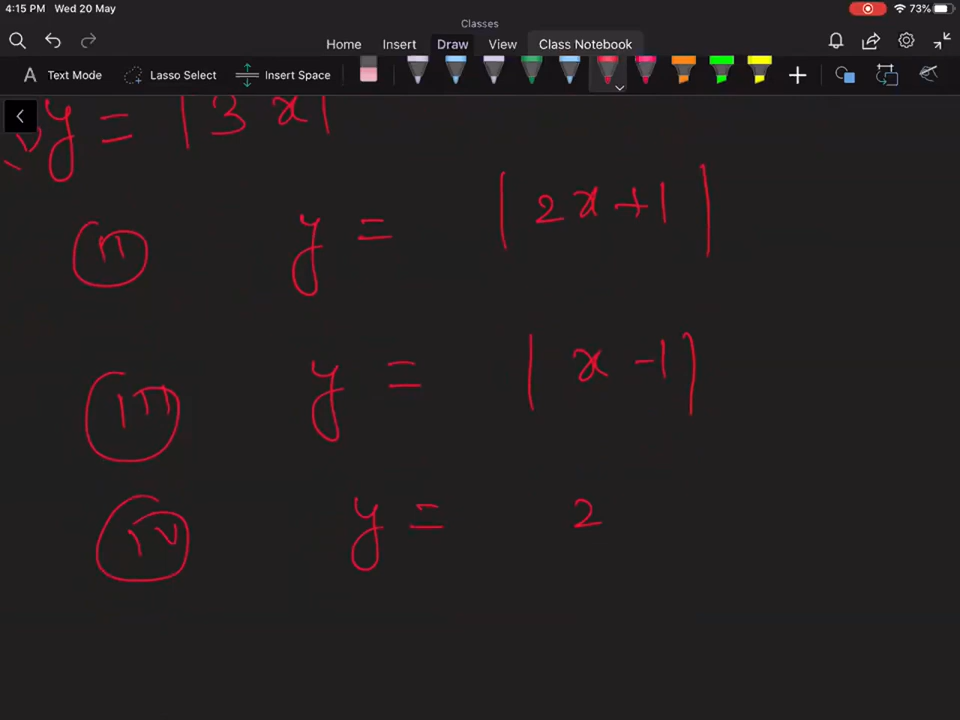 4:15 PM Wed 20 May
73%
Classes
Home Insert Draw View Class Notebook
A Text Mode Lasso Select Insert Space
i) y = |3x|
(ii) y = |2x+1|
(iii) y = |x-1|
(iv) y = 2